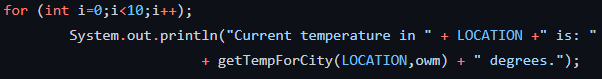 for (int i=0;i<10;i++);
System.out.println("Current temperature in " + LOCATION +" is: "
+ getTempForCity(LOCATION,owm) + " degrees.");